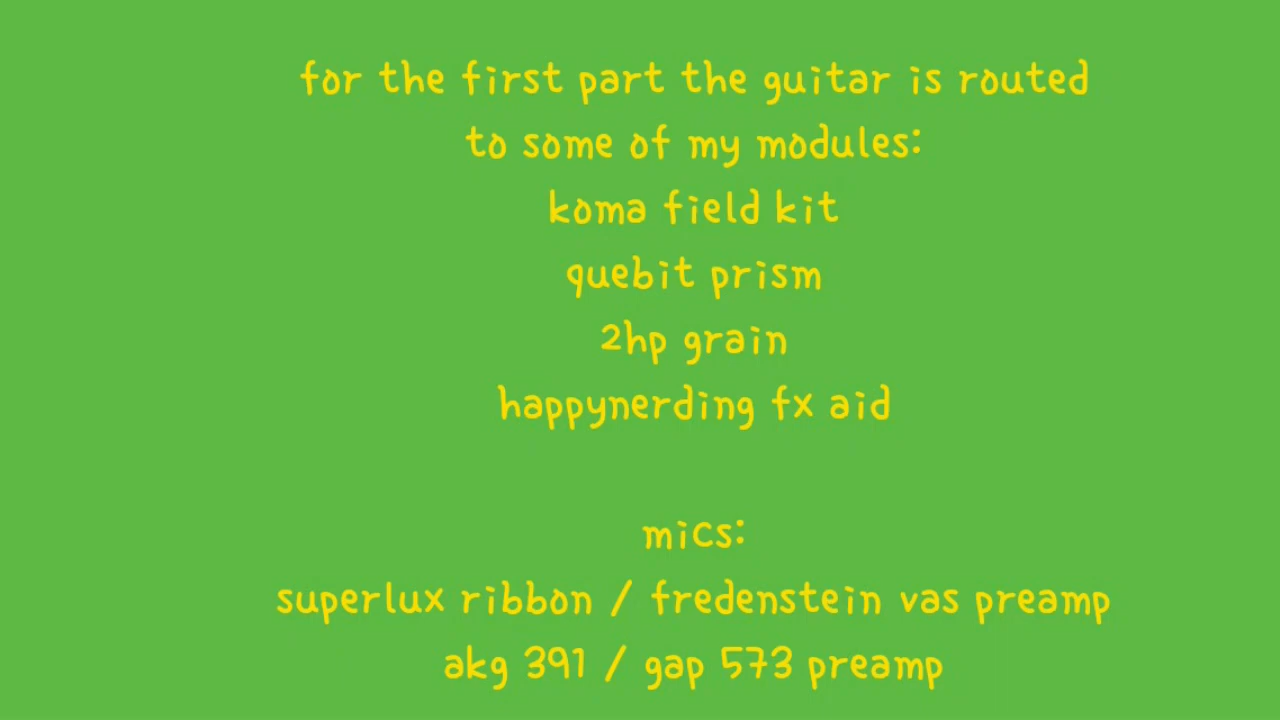 for the first part the guitar is routed
to some of my modules:
koma field kit
quebit prism
2hp grain
happynerding fx aid
mics:
superlux ribbon / fredenstein vas preamp
akg 391 / gap 573 preamp